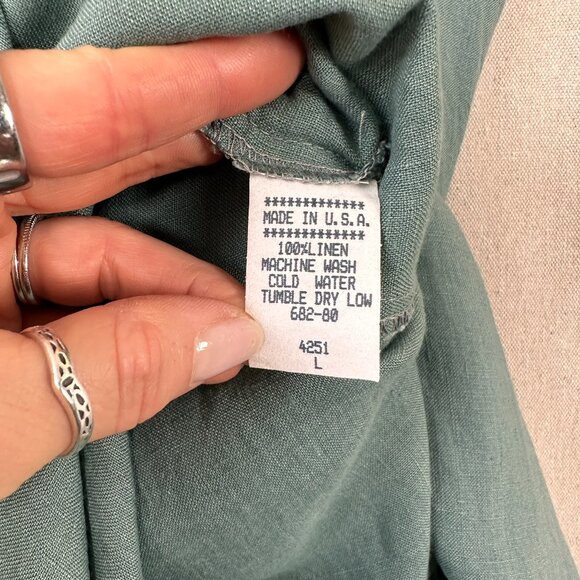 *************
MADE IN U.S.A.
*************
100%LINEN
MACHINE WASH
COLD WATER
TUMBLE DRY LOW
682-80
4251
L